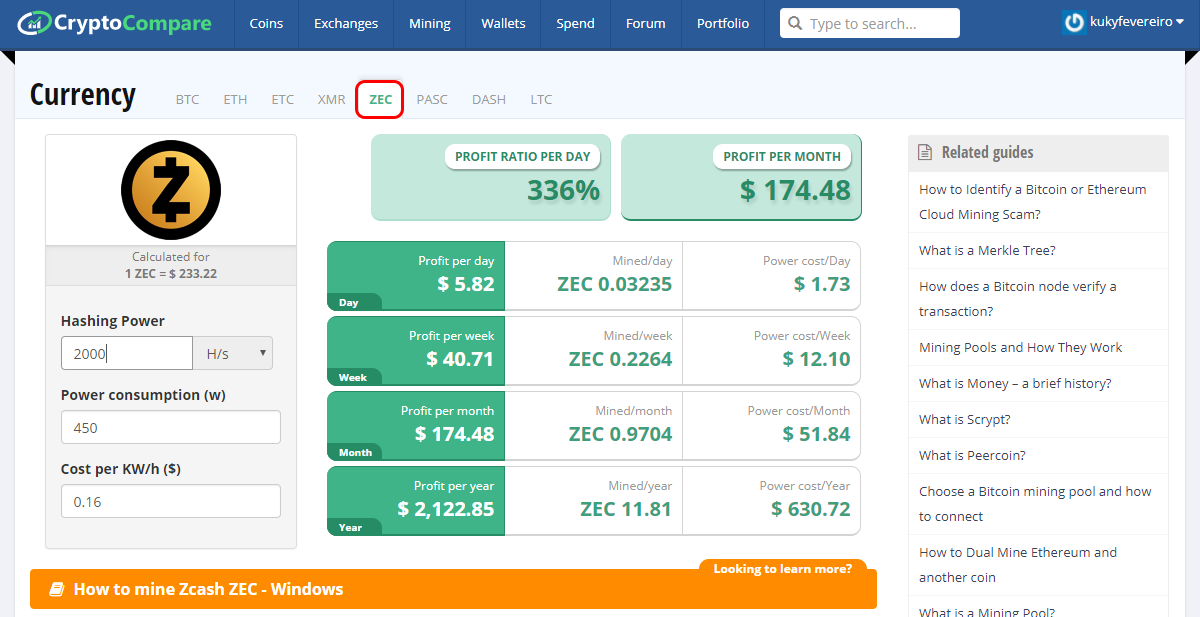 CryptoCompare
Coins
Exchanges
Mining
Wallets
Spend
Forum
Portfolio
Type to search...
kukyfevereiro
Currency
BTC
ETH
ETC
XMR
ZEC
PASC
DASH
LTC
Calculated for
1 ZEC = $ 233.22
Hashing Power
2000
H/s
Power consumption (w)
450
Cost per KW/h ($)
0.16
PROFIT RATIO PER DAY
336%
PROFIT PER MONTH
$ 174.48
Profit per day
$ 5.82
Day
Mined/day
ZEC 0.03235
Power cost/Day
$ 1.73
Profit per week
$ 40.71
Week
Mined/week
ZEC 0.2264
Power cost/Week
$ 12.10
Profit per month
$ 174.48
Month
Mined/month
ZEC 0.9704
Power cost/Month
$ 51.84
Profit per year
$ 2,122.85
Year
Mined/year
ZEC 11.81
Power cost/Year
$ 630.72
Looking to learn more?
How to mine Zcash ZEC - Windows
Related guides
How to Identify a Bitcoin or Ethereum
Cloud Mining Scam?
What is a Merkle Tree?
How does a Bitcoin node verify a
transaction?
Mining Pools and How They Work
What is Money – a brief history?
What is Scrypt?
What is Peercoin?
Choose a Bitcoin mining pool and how
to connect
How to Dual Mine Ethereum and
another coin
What is a Mining Pool?